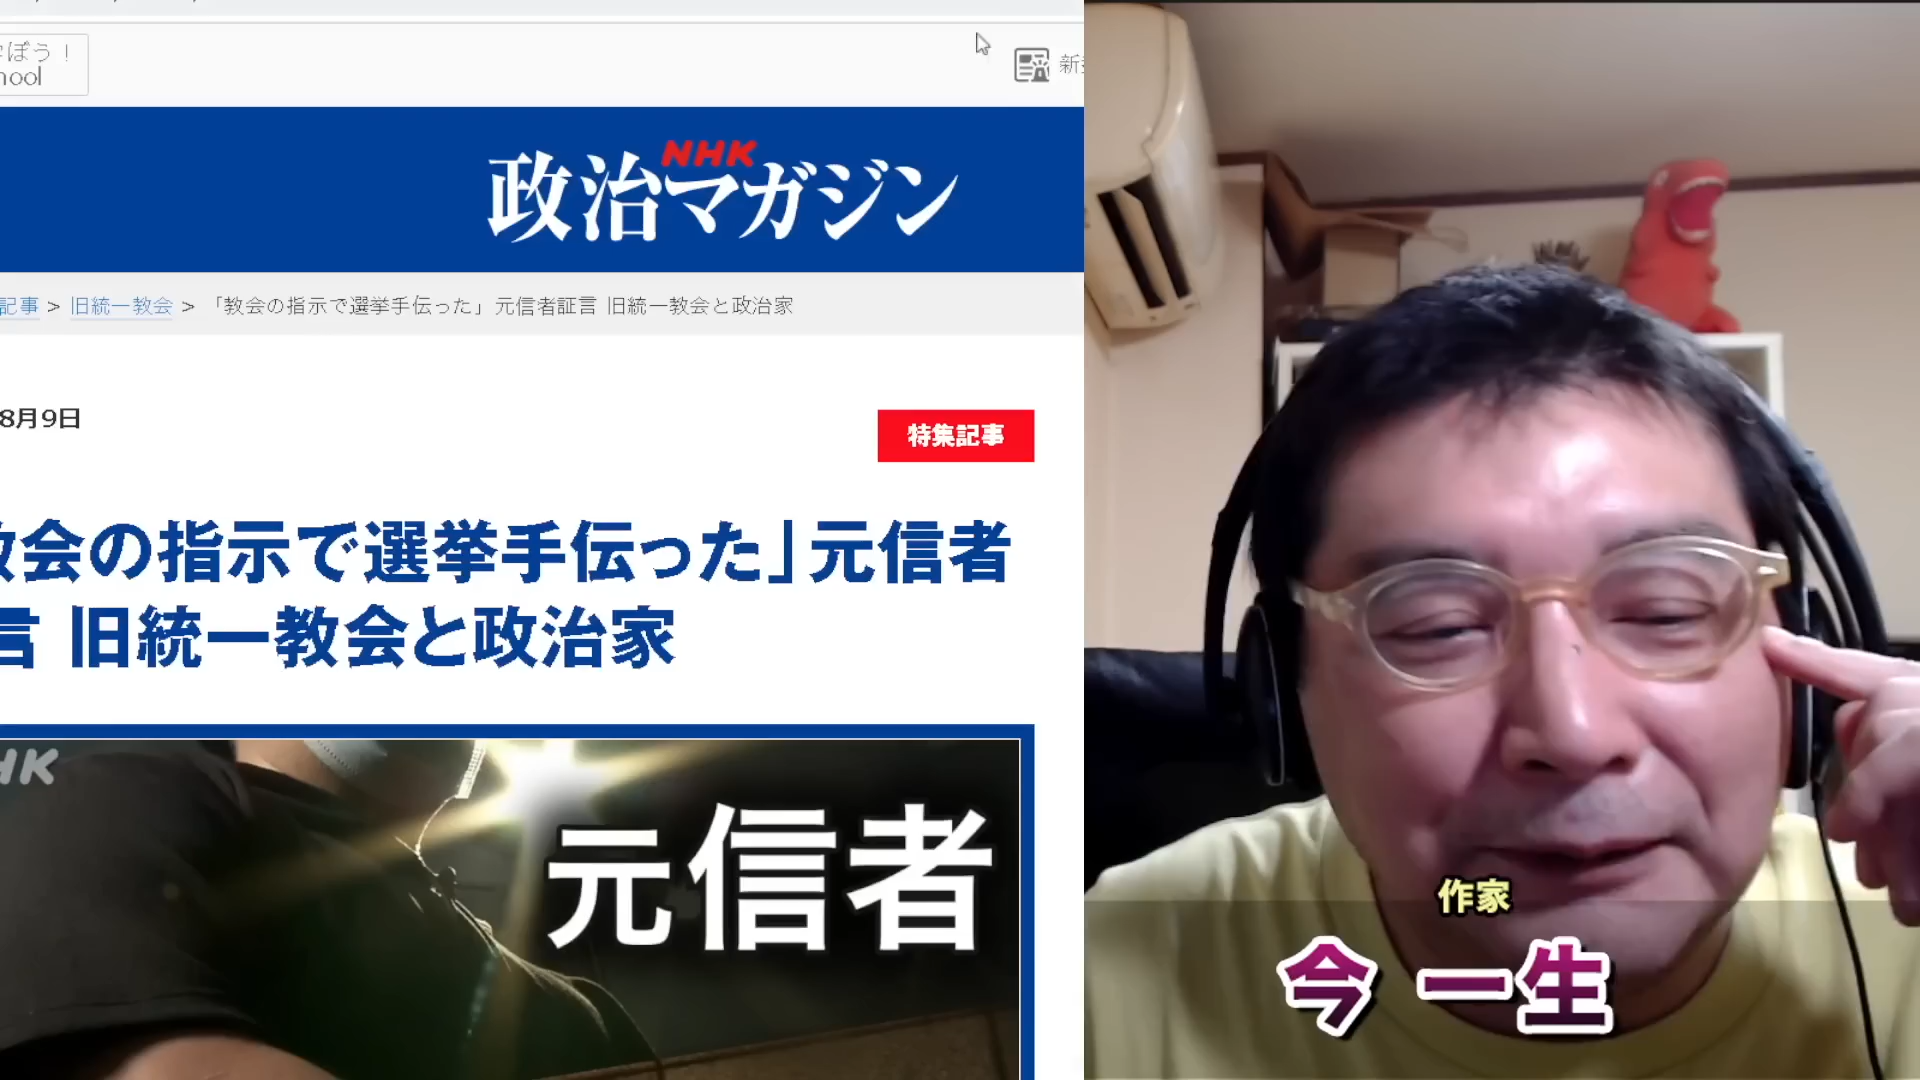 ぼう！
hool
新
NHK
政治マガジン
記事 > 旧統一教会 > 「教会の指示で選挙手伝った」元信者証言 旧統一教会と政治家
8月9日
特集記事
教会の指示で選挙手伝った」元信者
言 旧統一教会と政治家
HK
元信者
作家
今 一生